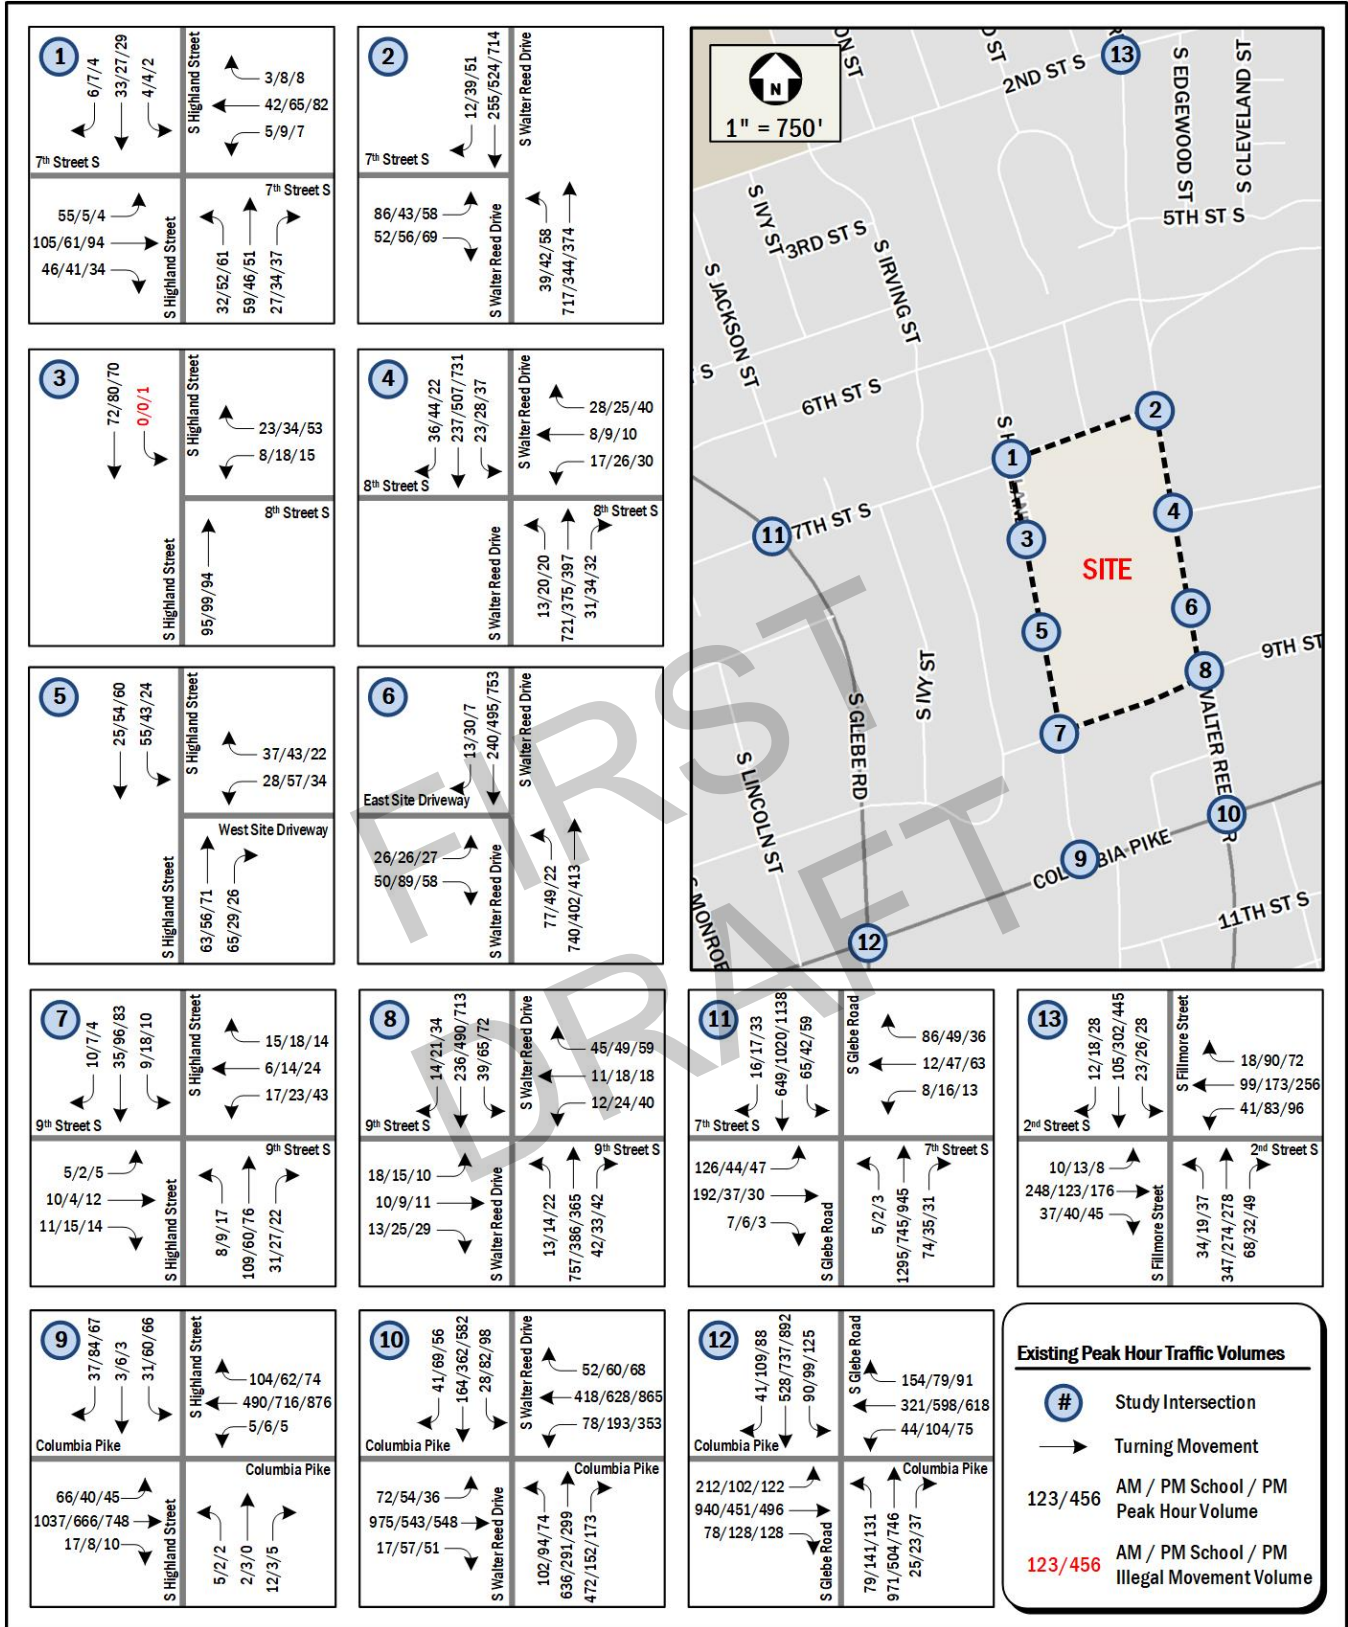 1
6/7/4
33/27/29
4/4/2
S Highland Street
3/8/8
42/65/82
5/9/7
7th Street S
7th Street S
55/5/4
105/61/94
46/41/34
S Highland Street
32/52/61
59/46/51
27/34/37
2
12/39/51
255/524/714
S Walter Reed Drive
7th Street S
86/43/58
52/56/69
S Walter Reed Drive
39/42/58
717/344/374
3
72/80/70
0/0/1
S Highland Street
23/34/53
8/18/15
8th Street S
S Highland Street
95/99/94
4
36/44/22
237/507/731
23/28/37
S Walter Reed Drive
28/25/40
8/9/10
17/26/30
8th Street S
8th Street S
S Walter Reed Drive
13/20/20
721/375/397
31/34/32
5
25/54/60
55/43/24
S Highland Street
37/43/22
28/57/34
West Site Driveway
S Highland Street
63/56/71
65/29/26
6
13/30/7
240/495/753
S Walter Reed Drive
East Site Driveway
26/26/27
50/89/58
S Walter Reed Drive
77/49/22
740/402/413
N
1" = 750'
13
2ND ST S
S EDGEWOOD ST
S CLEVELAND ST
5TH ST S
S IVY ST
3RD ST S
S IRVING ST
S JACKSON ST
6TH ST S
2
1
4
11
7TH ST S
3
SITE
6
5
9TH ST
8
S IVY ST
S GLEBE RD
7
S LINCOLN ST
10
9
COLUMBIA PIKE
11TH ST S
12
7
10/7/4
35/96/83
9/18/10
S Highland Street
15/18/14
6/14/24
17/23/43
9th Street S
9th Street S
5/2/5
10/4/12
11/15/14
S Highland Street
8/9/17
109/60/76
31/27/22
8
14/21/34
236/490/713
39/65/72
S Walter Reed Drive
45/49/59
11/18/18
12/24/40
9th Street S
9th Street S
18/15/10
10/9/11
13/25/29
S Walter Reed Drive
13/14/22
757/386/365
42/33/42
11
16/17/33
649/1020/1138
65/42/59
S Glebe Road
86/49/36
12/47/63
8/16/13
7th Street S
7th Street S
126/44/47
192/37/30
7/6/3
S Glebe Road
5/2/3
1295/745/945
74/35/31
13
12/18/28
105/302/445
23/26/28
S Fillmore Street
18/90/72
99/173/256
41/83/96
2nd Street S
2nd Street S
10/13/8
248/123/176
37/40/45
S Fillmore Street
34/19/37
347/274/278
68/32/49
9
37/84/67
3/6/3
31/60/66
S Highland Street
104/62/74
490/716/876
5/6/5
Columbia Pike
Columbia Pike
66/40/45
1037/666/748
17/8/10
S Highland Street
5/2/2
2/3/0
12/3/5
10
41/69/56
164/362/582
28/82/98
S Walter Reed Drive
52/60/68
418/628/865
78/193/353
Columbia Pike
Columbia Pike
72/54/36
975/543/548
17/57/51
S Walter Reed Drive
102/94/74
636/291/299
472/152/173
12
41/109/88
528/737/892
90/99/125
S Glebe Road
154/79/91
321/598/618
44/104/75
Columbia Pike
Columbia Pike
212/102/122
940/451/496
78/128/128
S Glebe Road
79/141/131
971/504/746
25/23/37
Existing Peak Hour Traffic Volumes
# Study Intersection
Turning Movement
123/456 AM / PM School / PM
Peak Hour Volume
123/456 AM / PM School / PM
Illegal Movement Volume
FIRST
DRAFT